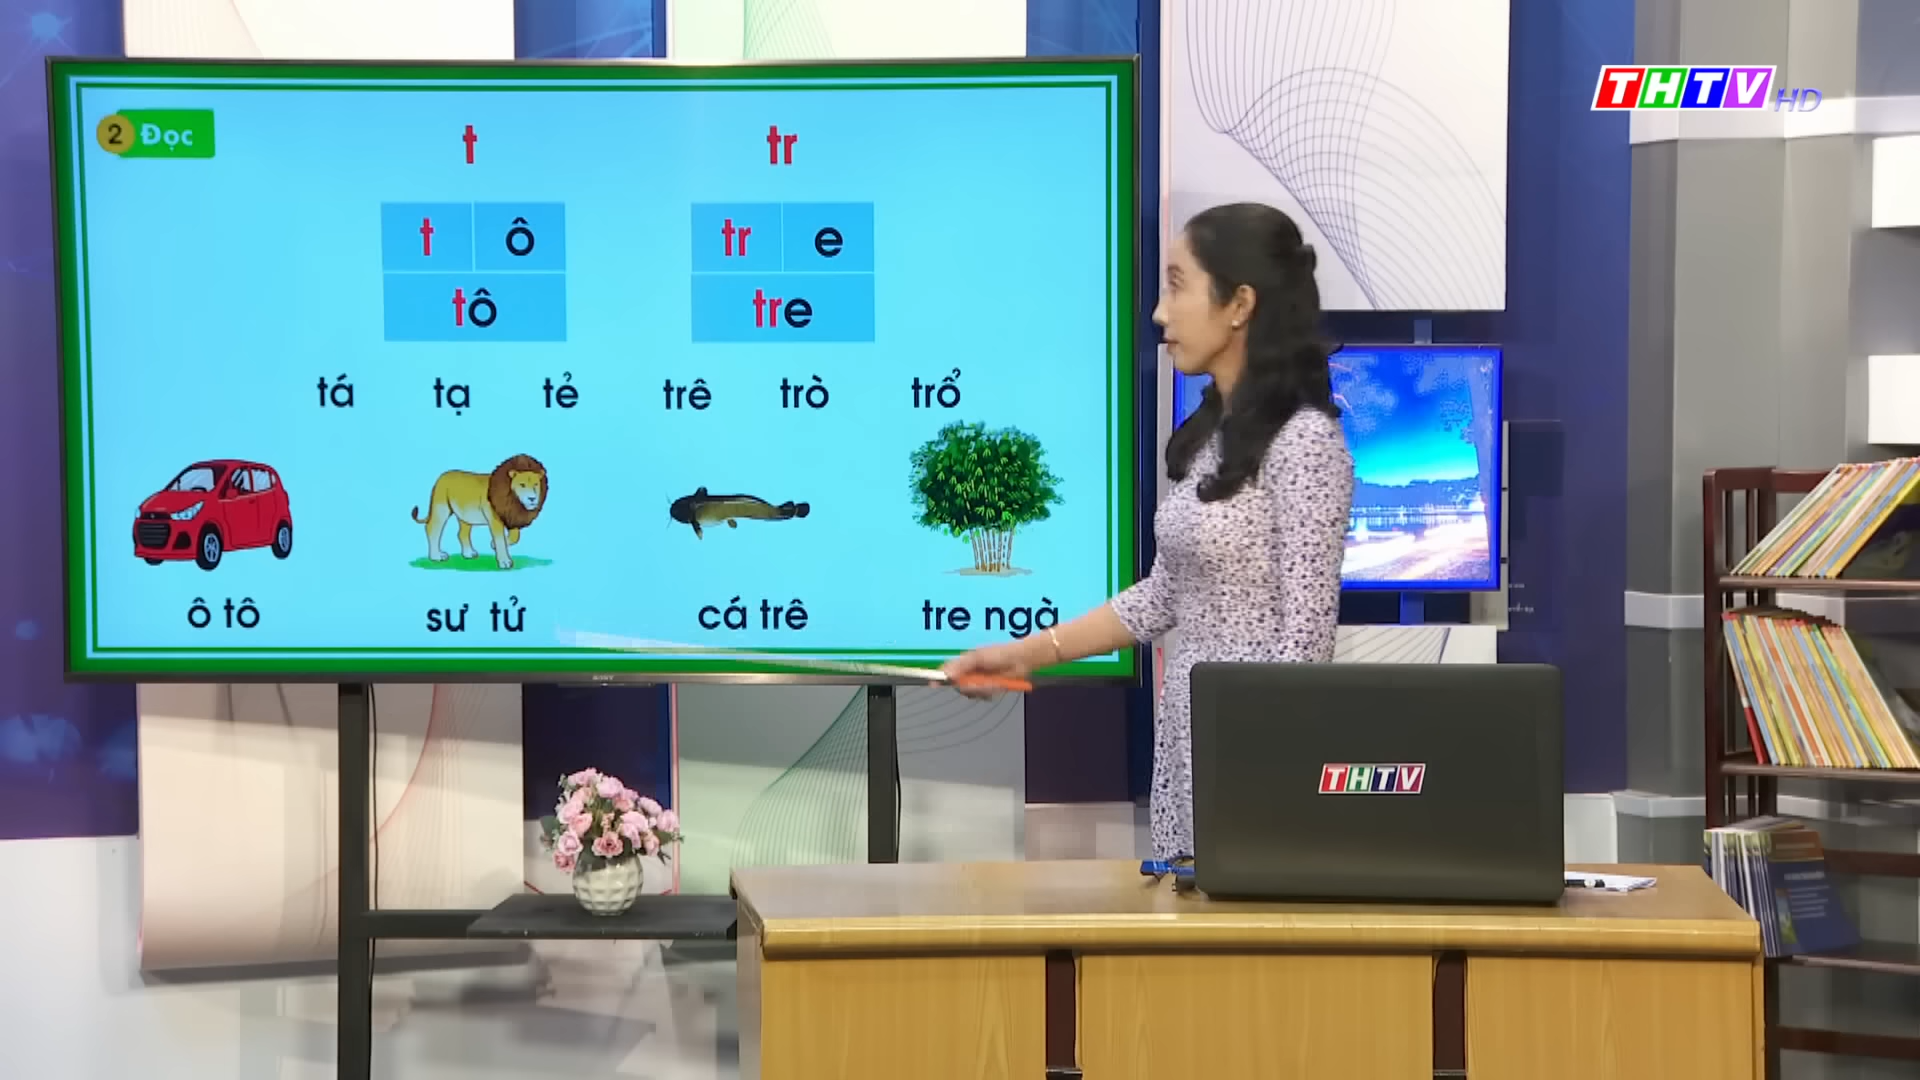 THTV HD
2 Đọc
t tr
t ô tr e
tô tre
tá tạ tẻ trê trò trổ
ô tô sư tử cá trê tre ngà
SONY
THTV